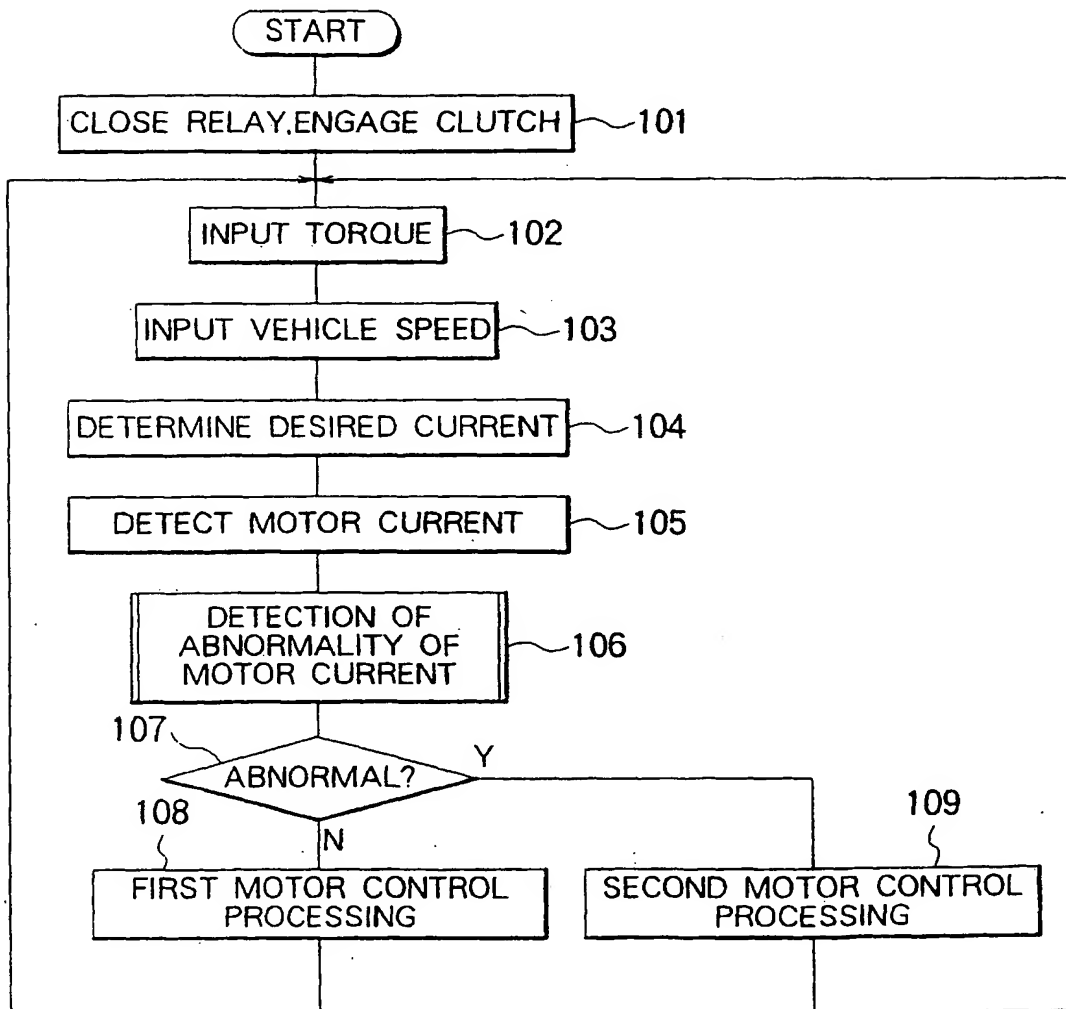 START
CLOSE RELAY,ENGAGE CLUTCH
101
INPUT TORQUE
102
INPUT VEHICLE SPEED
103
DETERMINE DESIRED CURRENT
104
DETECT MOTOR CURRENT
105
DETECTION OF
ABNORMALITY OF
MOTOR CURRENT
106
107
ABNORMAL?
Y
N
108
FIRST MOTOR CONTROL
PROCESSING
109
SECOND MOTOR CONTROL
PROCESSING